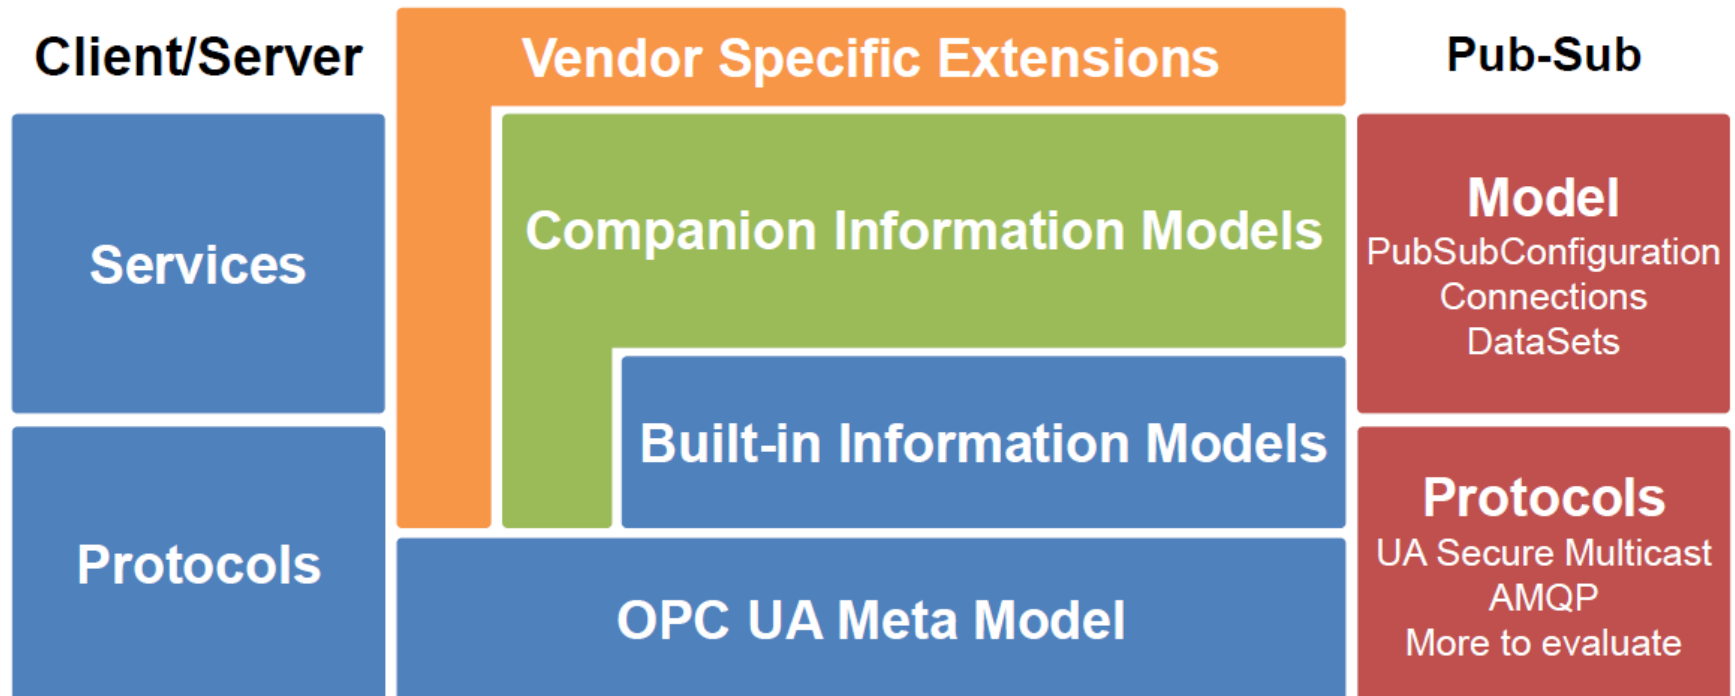 Client/Server
Services
Protocols
Vendor Specific Extensions
Companion Information Models
Built-in Information Models
OPC UA Meta Model
Pub-Sub
Model
PubSubConfiguration
Connections
DataSets
Protocols
UA Secure Multicast
AMQP
More to evaluate